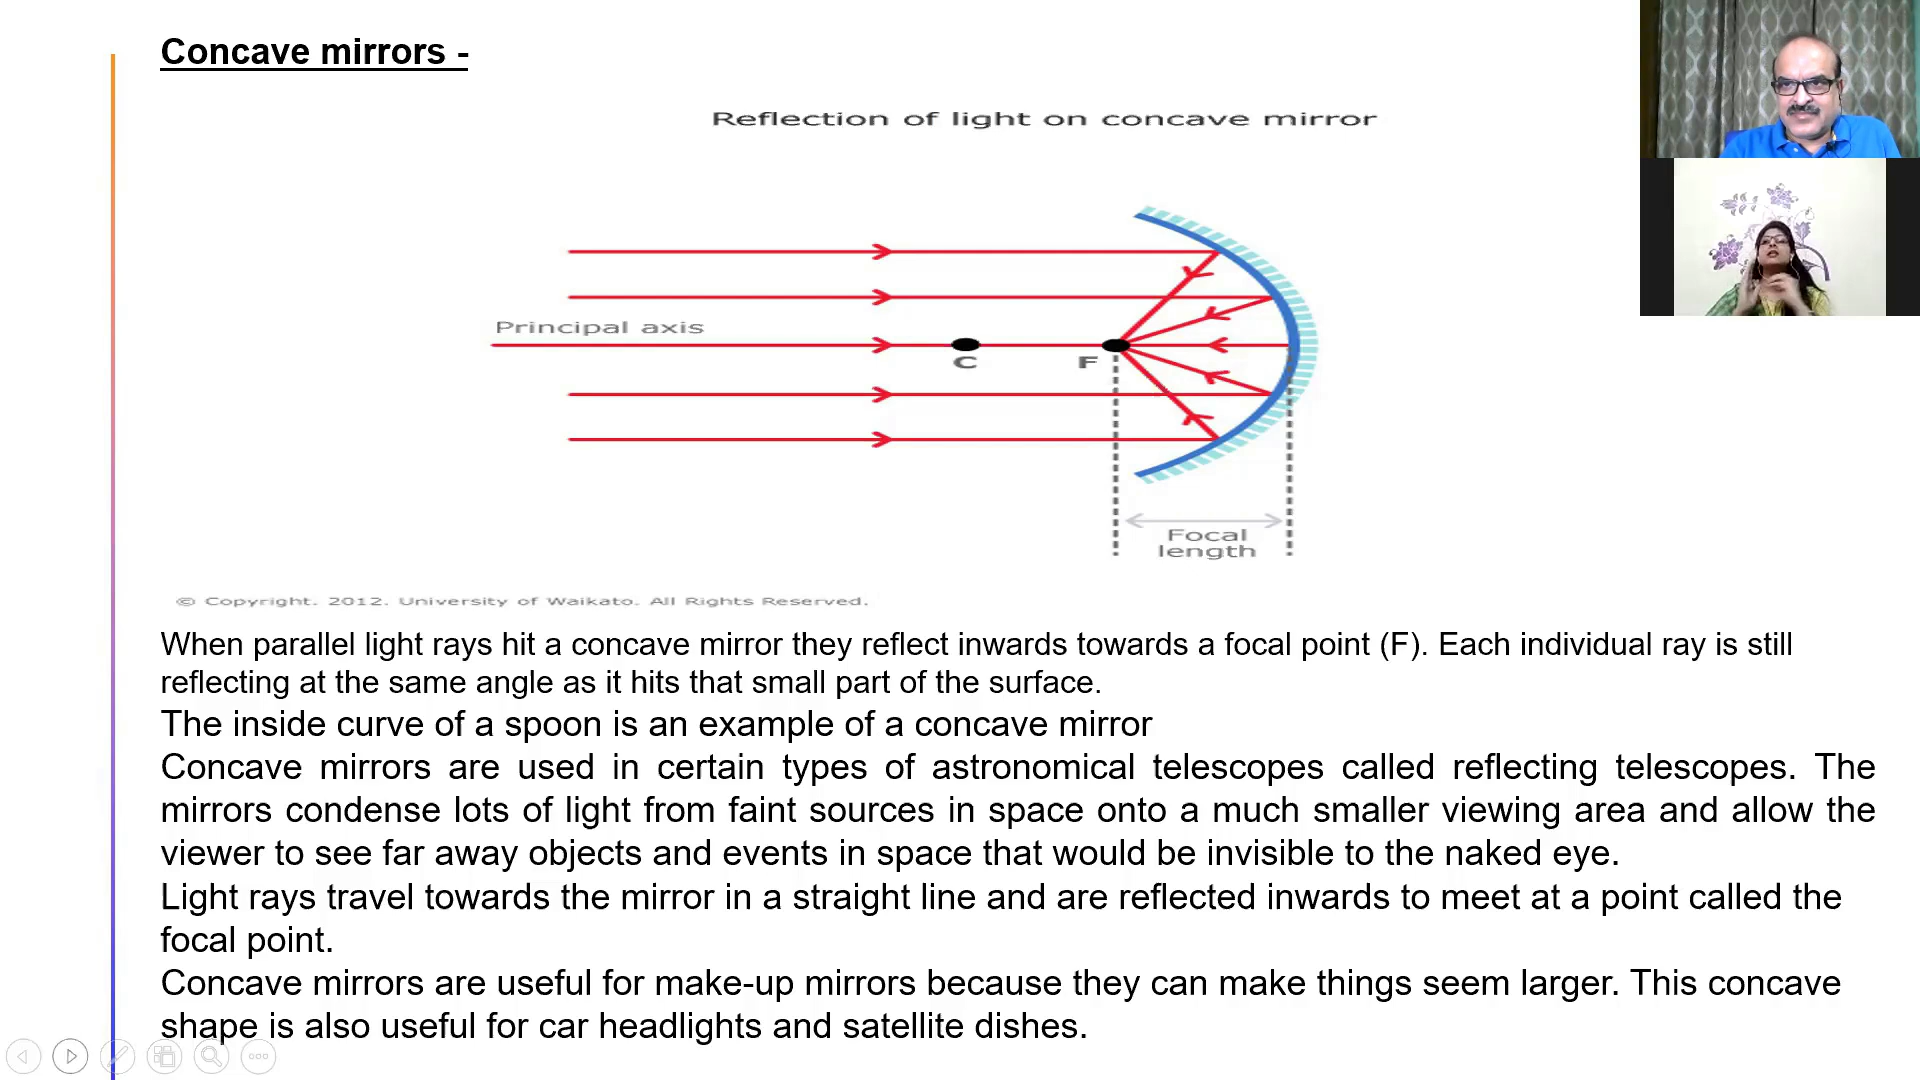 Concave mirrors -
Reflection of light on concave mirror
Principal axis
C
F
Focal
length
© Copyright. 2012. University of Waikato. All Rights Reserved.
When parallel light rays hit a concave mirror they reflect inwards towards a focal point (F). Each individual ray is still
reflecting at the same angle as it hits that small part of the surface.
The inside curve of a spoon is an example of a concave mirror
Concave mirrors are used in certain types of astronomical telescopes called reflecting telescopes. The
mirrors condense lots of light from faint sources in space onto a much smaller viewing area and allow the
viewer to see far away objects and events in space that would be invisible to the naked eye.
Light rays travel towards the mirror in a straight line and are reflected inwards to meet at a point called the
focal point.
Concave mirrors are useful for make-up mirrors because they can make things seem larger. This concave
shape is also useful for car headlights and satellite dishes.